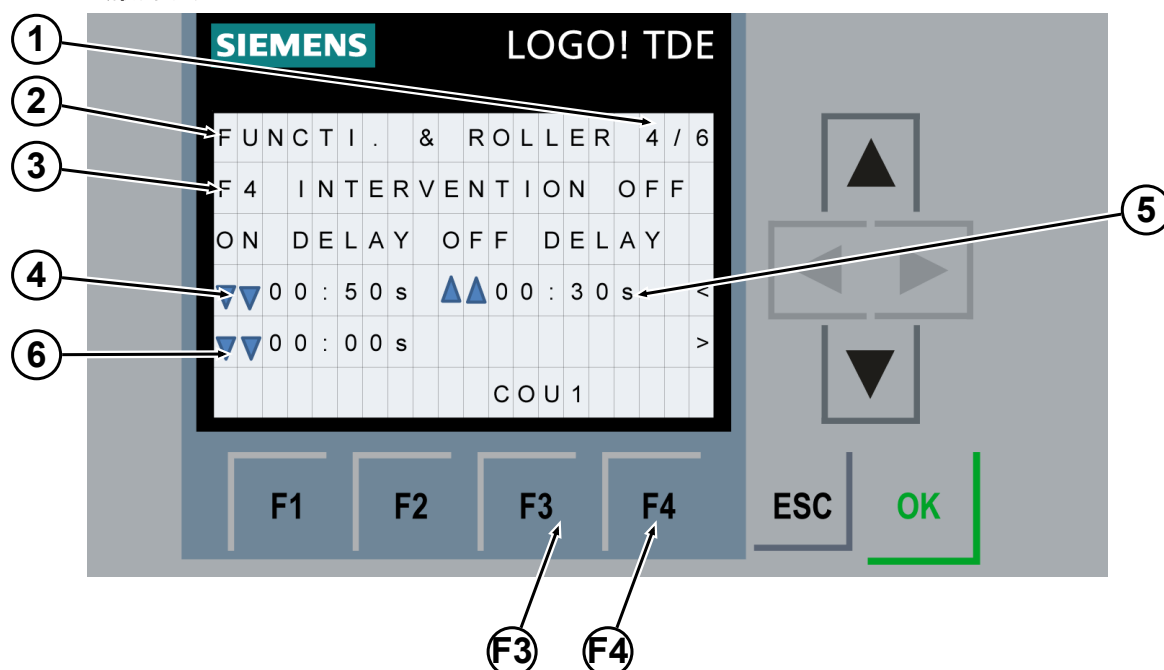 SIEMENS LOGO! TDE
1
2
3
4
6
5
FUNCTI. & ROLLER 4/6
F4 INTERVENTION OFF
ON DELAY OFF DELAY
▽▽00:50s △△00:30s <
▽▽00:00s >
COU1
F1 F2 F3 F4 ESC OK
F3 F4